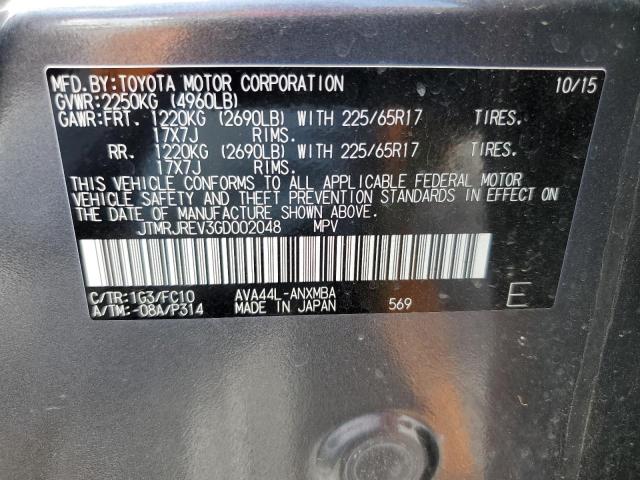 MFD.BY:TOYOTA MOTOR CORPORATION 10/15
GVWR:2250KG (4960LB)
GAWR:FRT. 1220KG (2690LB) WITH 225/65R17 TIRES.
17X7J RIMS.
RR. 1220KG (2690LB) WITH 225/65R17 TIRES.
17X7J RIMS.
THIS VEHICLE CONFORMS TO ALL APPLICABLE FEDERAL MOTOR
VEHICLE SAFETY AND THEFT PREVENTION STANDARDS IN EFFECT ON
THE DATE OF MANUFACTURE SHOWN ABOVE.
JTMRJREV3GD002048 MPV
C/TR:1G3/FC10 AVA44L-ANXMBA E
A/TM:-08A/P314 MADE IN JAPAN 569